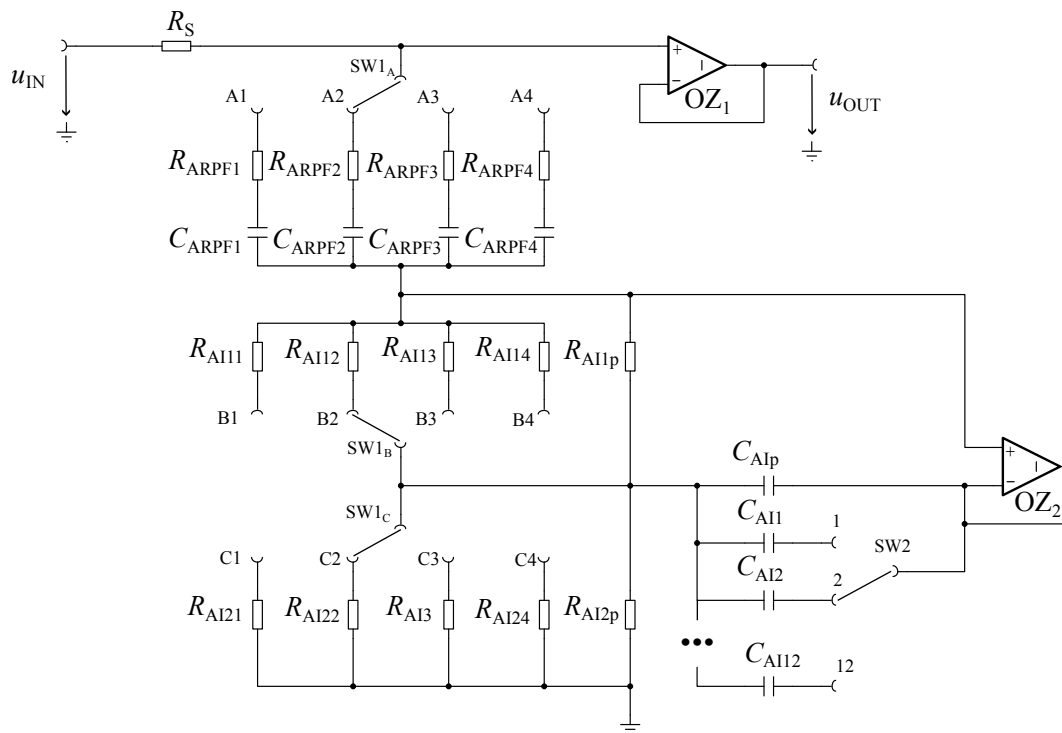 R_S
u_IN
SW1_A
+
−
OZ_1
u_OUT
A1 A2 A3 A4
R_ARPF1 R_ARPF2 R_ARPF3 R_ARPF4
C_ARPF1 C_ARPF2 C_ARPF3 C_ARPF4
R_AI11 R_AI12 R_AI13 R_AI14 R_AI1p
B1 B2 B3 B4
SW1_B
+
−
OZ_2
C_AIp
SW1_C
C_AI1 1
SW2
C1 C2 C3 C4
C_AI2 2
R_AI21 R_AI22 R_AI3 R_AI24 R_AI2p
•••
C_AI12 12